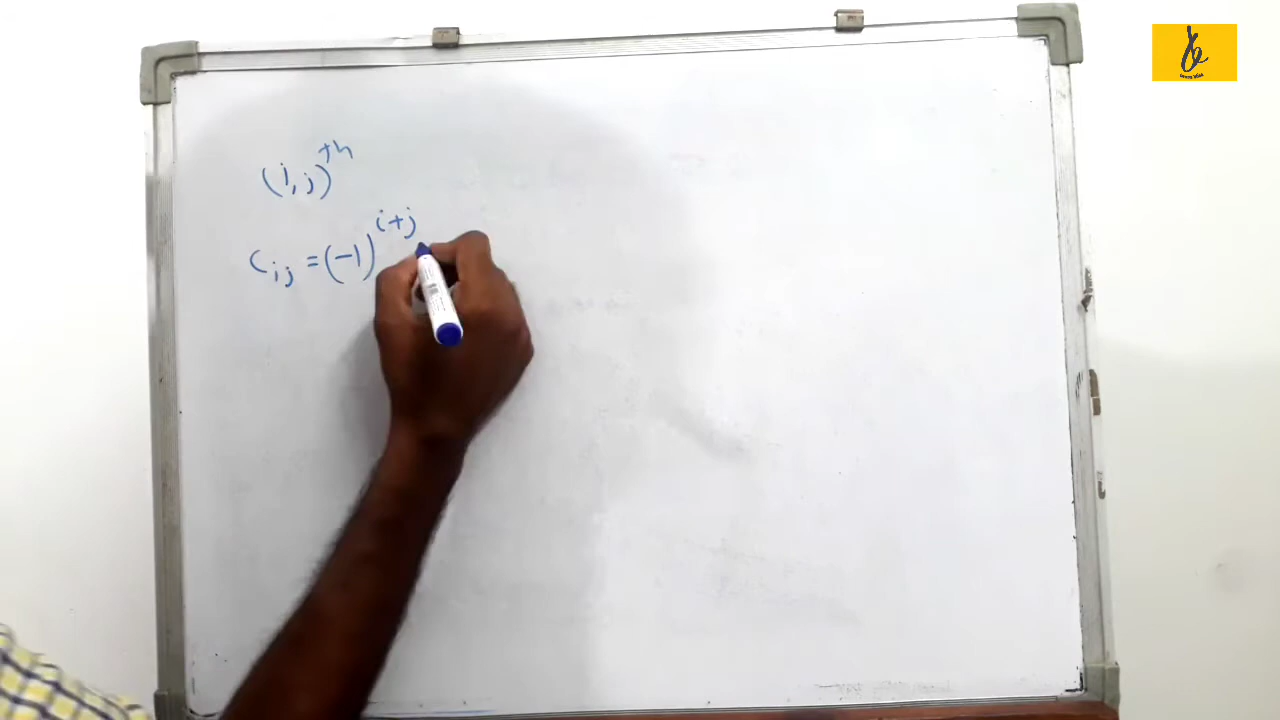 (i,j)^th
C_ij = (-1)^i+j